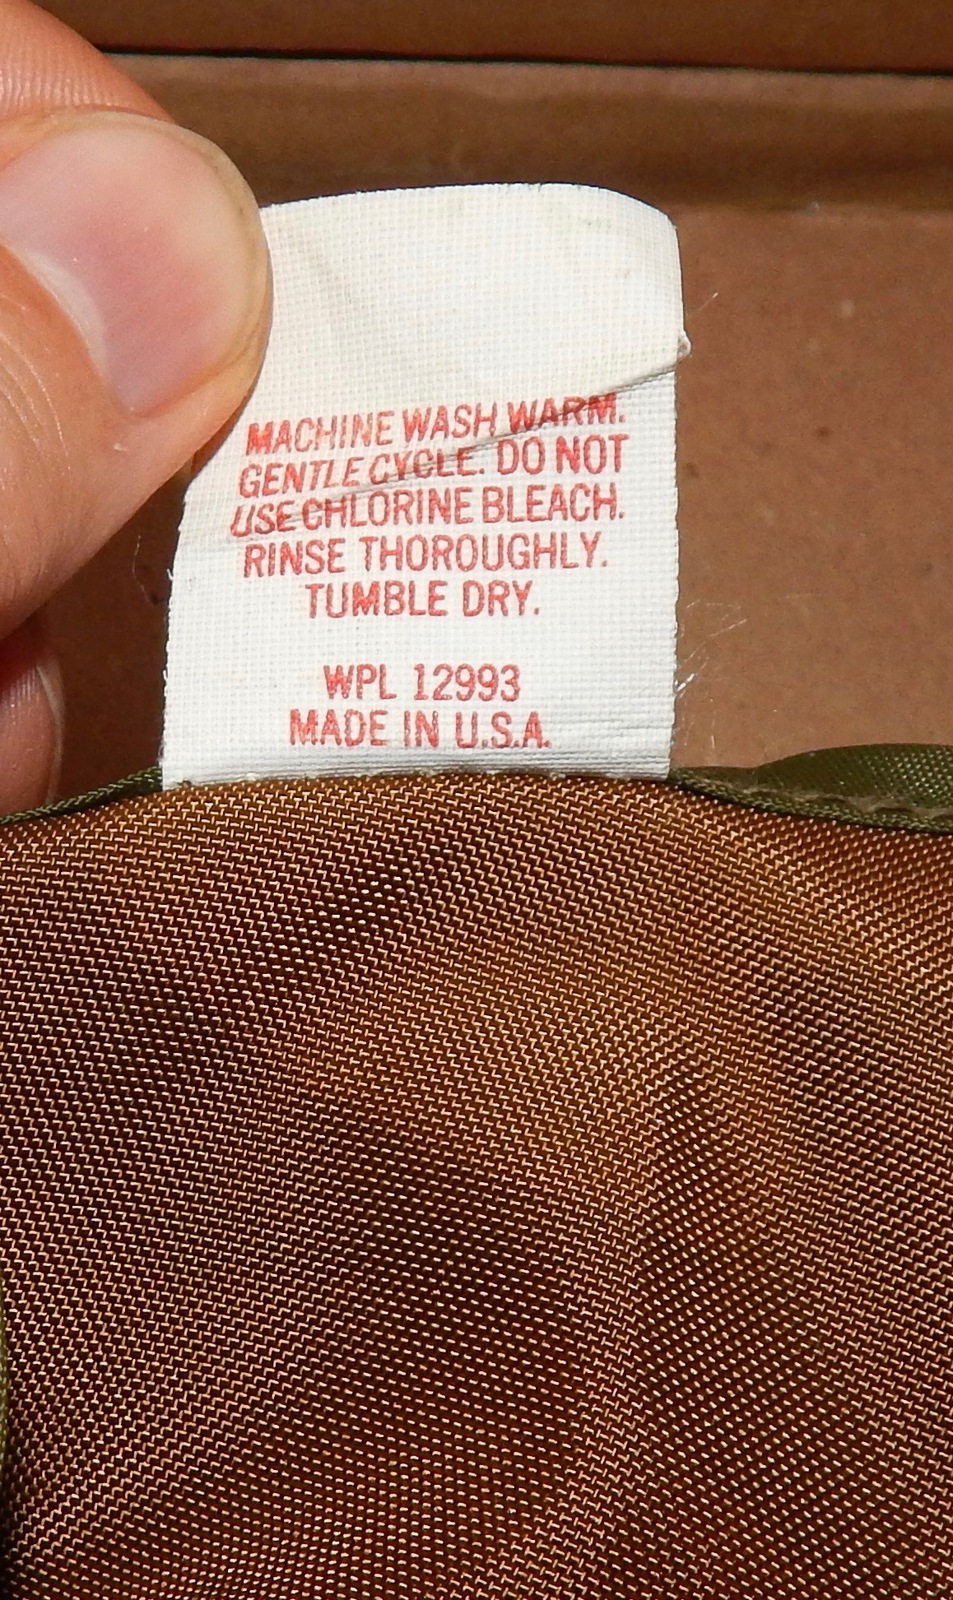 MACHINE WASH WARM.
GENTLE CYCLE. DO NOT
USE CHLORINE BLEACH.
RINSE THOROUGHLY.
TUMBLE DRY.
WPL 12993
MADE IN U.S.A.